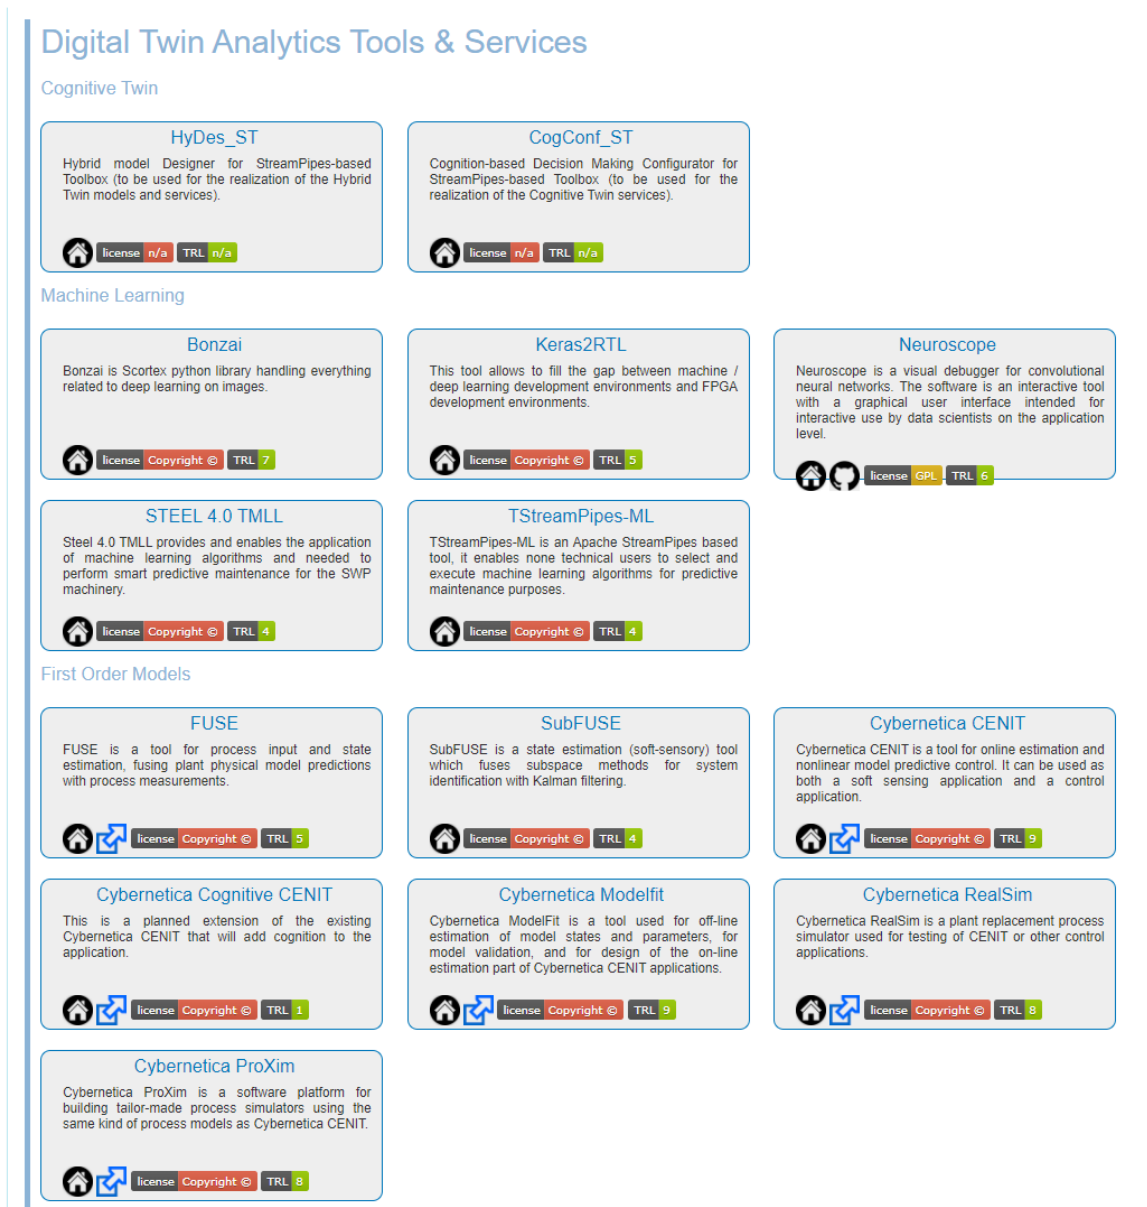 Digital Twin Analytics Tools & Services
Cognitive Twin
HyDes_ST
Hybrid model Designer for StreamPipes-based
Toolbox (to be used for the realization of the Hybrid
Twin models and services).
license n/a TRL n/a
CogConf_ST
Cognition-based Decision Making Configurator for
StreamPipes-based Toolbox (to be used for the
realization of the Cognitive Twin services).
license n/a TRL n/a
Machine Learning
Bonzai
Bonzai is Scortex python library handling everything
related to deep learning on images.
license Copyright © TRL 7
Keras2RTL
This tool allows to fill the gap between machine /
deep learning development environments and FPGA
development environments.
license Copyright © TRL 5
Neuroscope
Neuroscope is a visual debugger for convolutional
neural networks. The software is an interactive tool
with a graphical user interface intended for
interactive use by data scientists on the application
level.
license GPL TRL 6
STEEL 4.0 TMLL
Steel 4.0 TMLL provides and enables the application
of machine learning algorithms and needed to
perform smart predictive maintenance for the SWP
machinery.
license Copyright © TRL 4
TStreamPipes-ML
TStreamPipes-ML is an Apache StreamPipes based
tool, it enables none technical users to select and
execute machine learning algorithms for predictive
maintenance purposes.
license Copyright © TRL 4
First Order Models
FUSE
FUSE is a tool for process input and state
estimation, fusing plant physical model predictions
with process measurements.
license Copyright © TRL 5
SubFUSE
SubFUSE is a state estimation (soft-sensory) tool
which fuses subspace methods for system
identification with Kalman filtering.
license Copyright © TRL 4
Cybernetica CENIT
Cybernetica CENIT is a tool for online estimation and
nonlinear model predictive control. It can be used as
both a soft sensing application and a control
application.
license Copyright © TRL 9
Cybernetica Cognitive CENIT
This is a planned extension of the existing
Cybernetica CENIT that will add cognition to the
application.
license Copyright © TRL 1
Cybernetica Modelfit
Cybernetica ModelFit is a tool used for off-line
estimation of model states and parameters, for
model validation, and for design of the on-line
estimation part of Cybernetica CENIT applications.
license Copyright © TRL 9
Cybernetica RealSim
Cybernetica RealSim is a plant replacement process
simulator used for testing of CENIT or other control
applications.
license Copyright © TRL 8
Cybernetica ProXim
Cybernetica ProXim is a software platform for
building tailor-made process simulators using the
same kind of process models as Cybernetica CENIT.
license Copyright © TRL 8